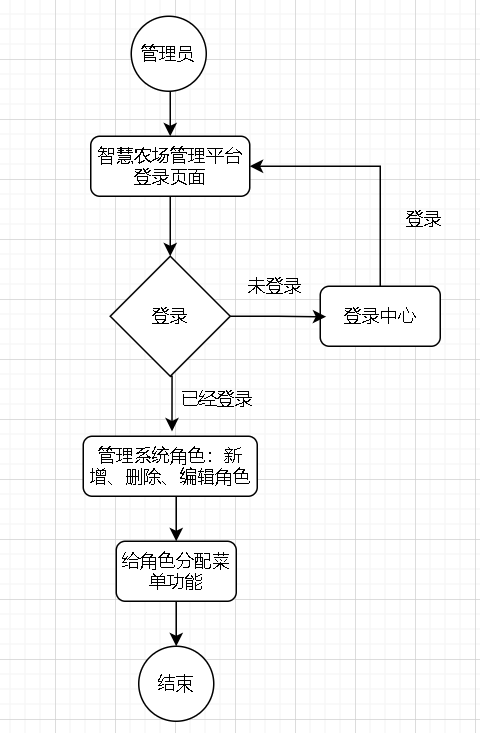 管理员
智慧农场管理平台
登录页面
登录
登录
未登录
登录中心
已经登录
管理系统角色：新
增、删除、编辑角色
给角色分配菜
单功能
结束